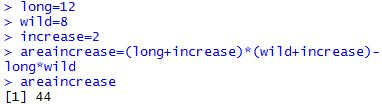 > long=12
> wild=8
> increase=2
> areaincrease=(long+increase)*(wild+increase)-
long*wild
> areaincrease
[1] 44